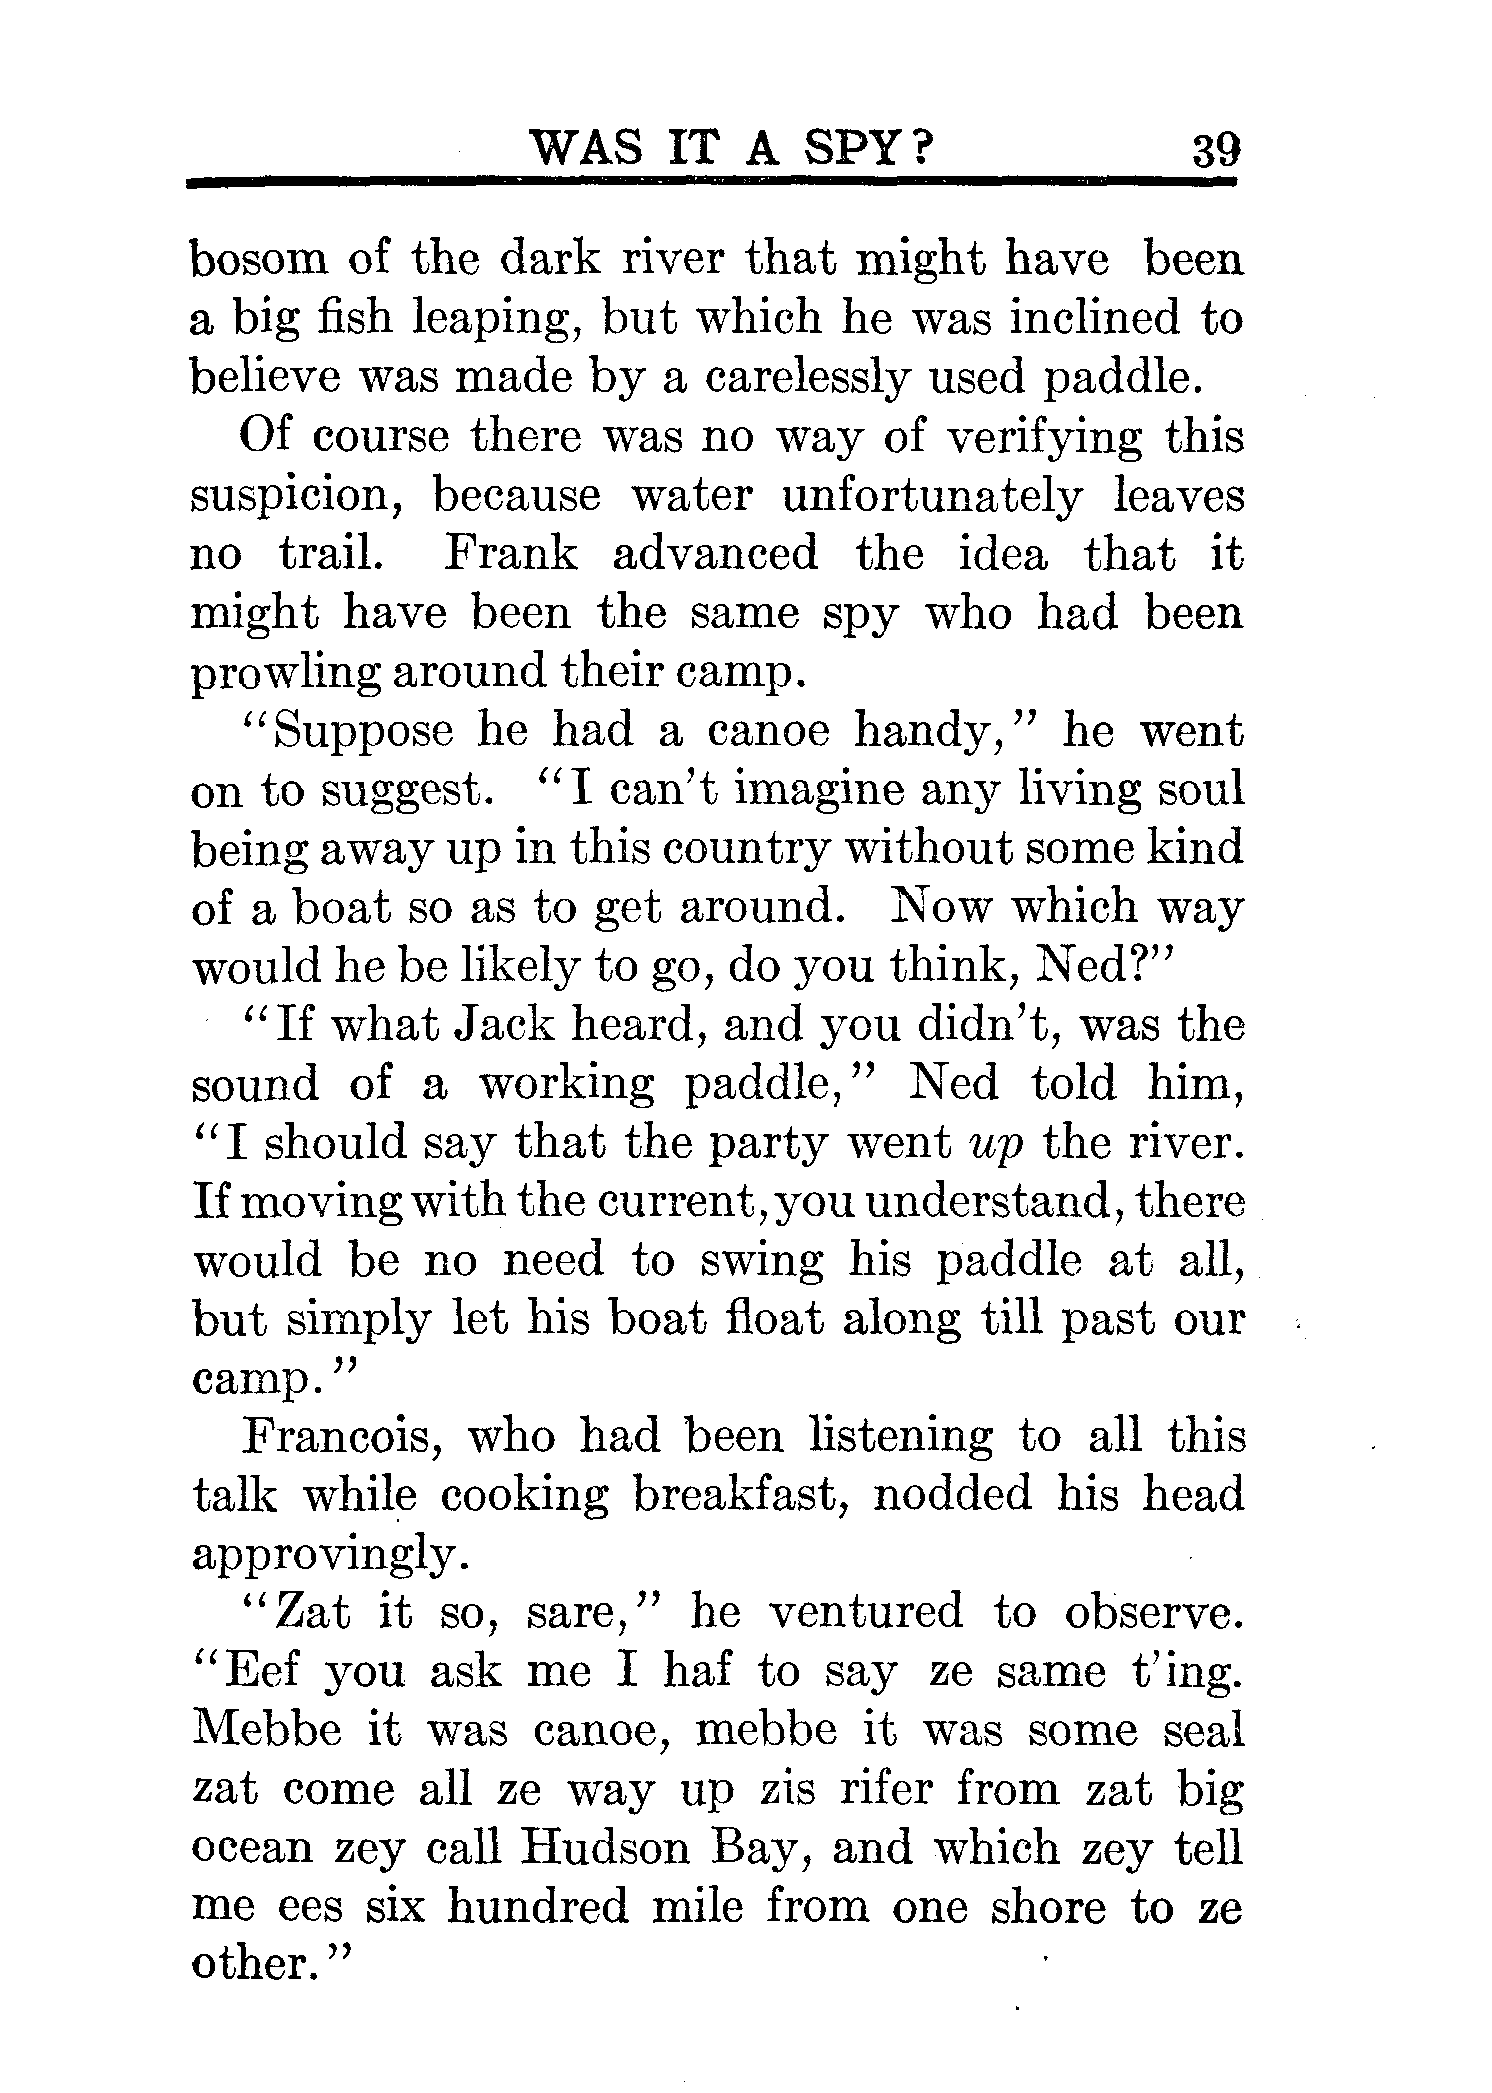 WAS IT A SPY? 39
bosom of the dark river that might have been
a big fish leaping, but which he was inclined to
believe was made by a carelessly used paddle.
Of course there was no way of verifying this
suspicion, because water unfortunately leaves
no trail. Frank advanced the idea that it
might have been the same spy who had been
prowling around their camp.
"Suppose he had a canoe handy," he went
on to suggest. "I can't imagine any living soul
being away up in this country without some kind
of a boat so as to get around. Now which way
would he be likely to go, do you think, Ned?"
"If what Jack heard, and you didn't, was the
sound of a working paddle," Ned told him,
"I should say that the party went up the river.
If moving with the current, you understand, there
would be no need to swing his paddle at all,
but simply let his boat float along till past our
camp."
Francois, who had been listening to all this
talk while cooking breakfast, nodded his head
approvingly.
"Zat it so, sare," he ventured to observe.
"Eef you ask me I haf to say ze same t'ing.
Mebbe it was canoe, mebbe it was some seal
zat come all ze way up zis rifer from zat big
ocean zey call Hudson Bay, and which zey tell
me ees six hundred mile from one shore to ze
other."